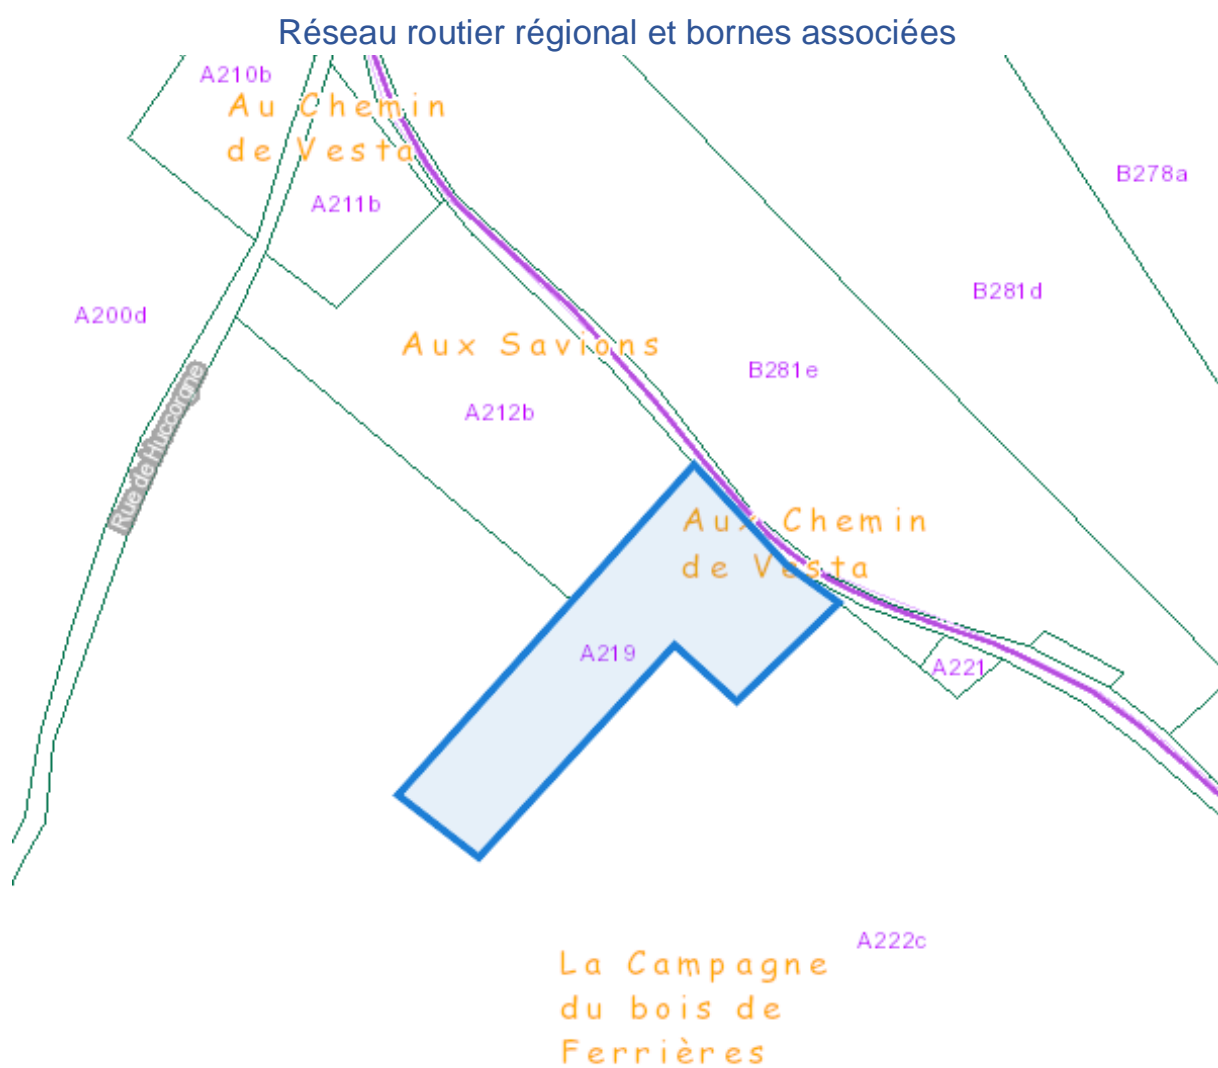 Réseau routier régional et bornes associées
A210b
Au Chemin
de Vesta
B278a
A211b
B281d
A200d
Aux Savions
B281e
Rue de Huccorgne
A212b
Aux Chemin
de Vesta
A219
A221
A222c
La Campagne
du bois de
Ferrières